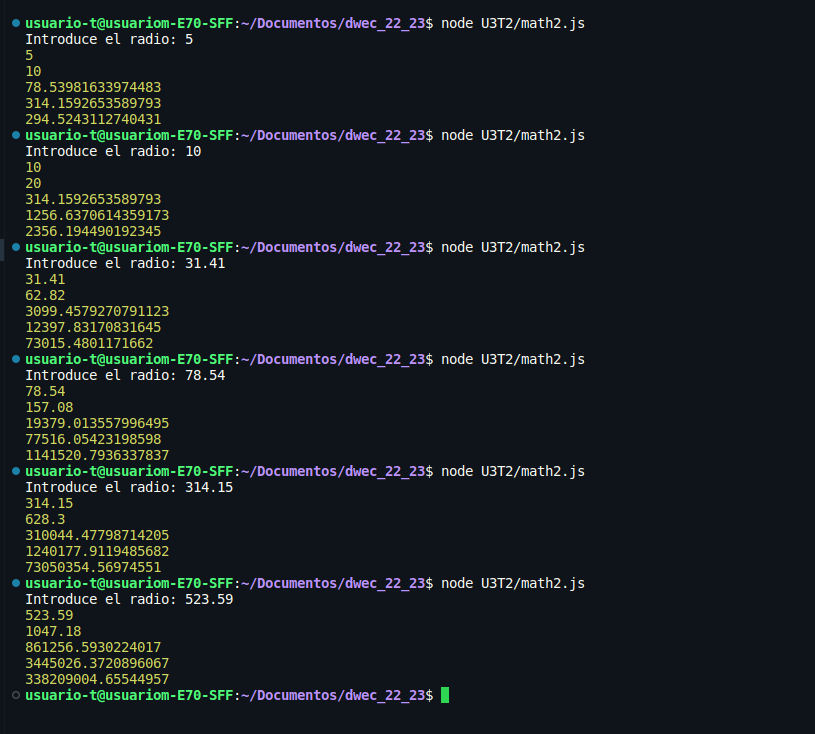 usuario-t@usuariom-E70-SFF:~/Documentos/dwec_22_23$ node U3T2/math2.js
Introduce el radio: 5
5
10
78.53981633974483
314.1592653589793
294.5243112740431
usuario-t@usuariom-E70-SFF:~/Documentos/dwec_22_23$ node U3T2/math2.js
Introduce el radio: 10
10
20
314.1592653589793
1256.6370614359173
2356.194490192345
usuario-t@usuariom-E70-SFF:~/Documentos/dwec_22_23$ node U3T2/math2.js
Introduce el radio: 31.41
31.41
62.82
3099.4579270791123
12397.83170831645
73015.4801171662
usuario-t@usuariom-E70-SFF:~/Documentos/dwec_22_23$ node U3T2/math2.js
Introduce el radio: 78.54
78.54
157.08
19379.013557996495
77516.05423198598
1141520.7936337837
usuario-t@usuariom-E70-SFF:~/Documentos/dwec_22_23$ node U3T2/math2.js
Introduce el radio: 314.15
314.15
628.3
310044.47798714205
1240177.9119485682
73050354.56974551
usuario-t@usuariom-E70-SFF:~/Documentos/dwec_22_23$ node U3T2/math2.js
Introduce el radio: 523.59
523.59
1047.18
861256.5930224017
3445026.3720896067
338209004.65544957
usuario-t@usuariom-E70-SFF:~/Documentos/dwec_22_23$